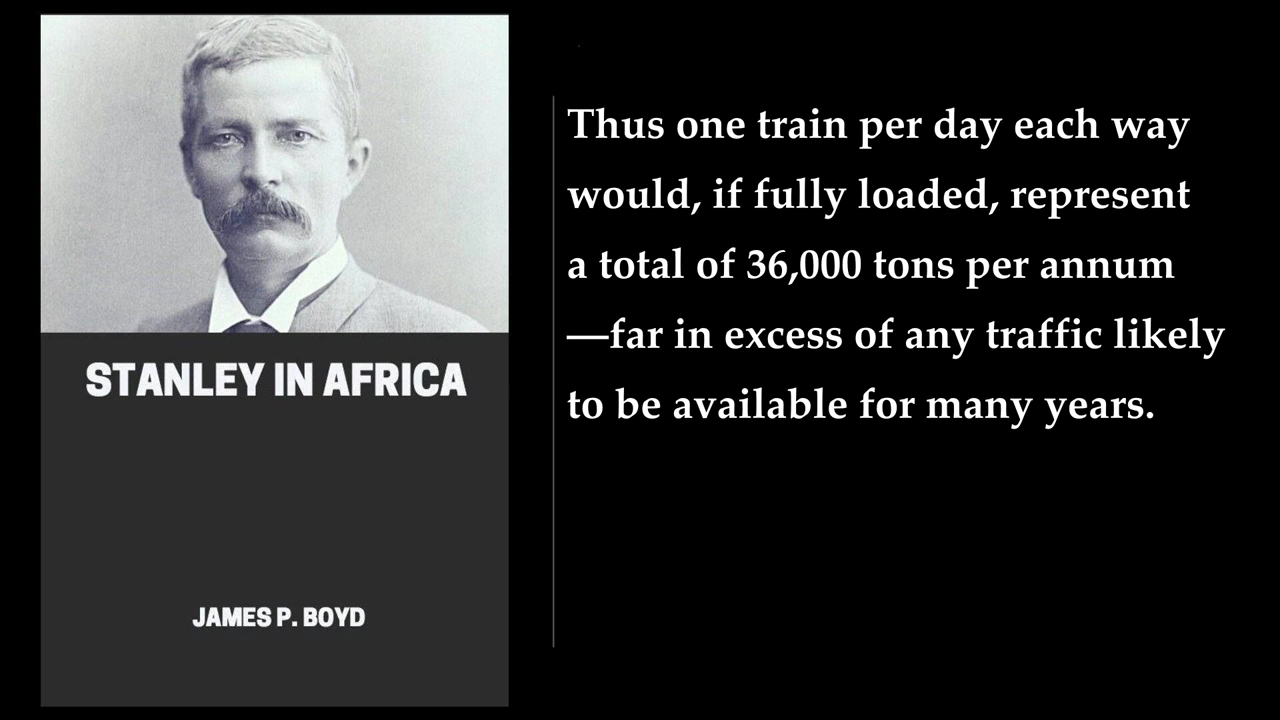 STANLEY IN AFRICA
JAMES P. BOYD
Thus one train per day each way
would, if fully loaded, represent
a total of 36,000 tons per annum
—far in excess of any traffic likely
to be available for many years.